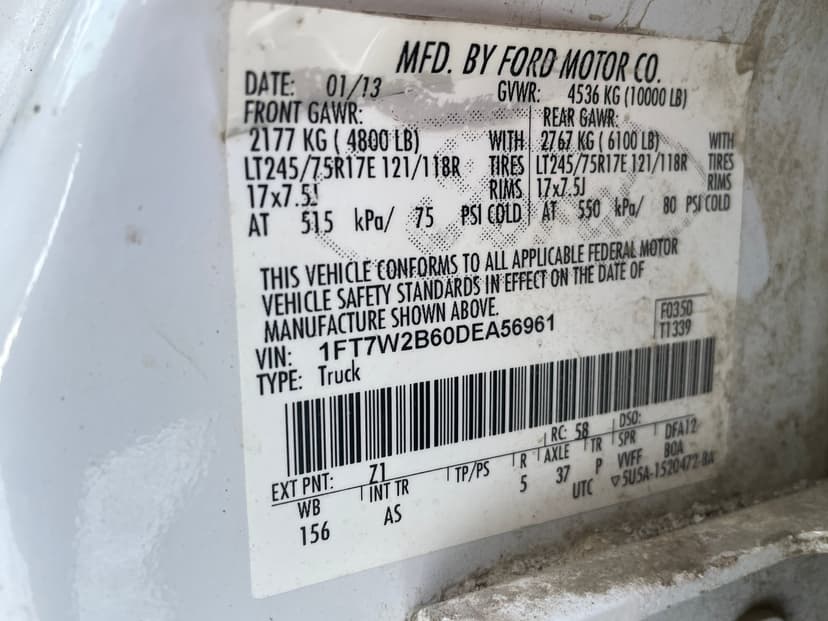 MFD. BY FORD MOTOR CO.
DATE: 01/13 GVWR: 4536 KG (10000 LB)
FRONT GAWR: REAR GAWR:
2177 KG ( 4800 LB) WITH 2767 KG ( 6100 LB) WITH
LT245/75R17E 121/118R TIRES LT245/75R17E 121/118R TIRES
17x7.5J RIMS 17x7.5J RIMS
AT 515 kPa/ 75 PSI COLD AT 550 kPa/ 80 PSI COLD
THIS VEHICLE CONFORMS TO ALL APPLICABLE FEDERAL MOTOR
VEHICLE SAFETY STANDARDS IN EFFECT ON THE DATE OF
MANUFACTURE SHOWN ABOVE.
VIN: 1FT7W2B60DEA56961 F0350
TYPE: Truck T1339
EXT PNT: Z1 RC: 58 DSO:
WB INT TR TP/PS R AXLE TR SPR DFA12
156 AS 5 37 P VVFF BOA
UTC ▽5U5A-1520472-BA